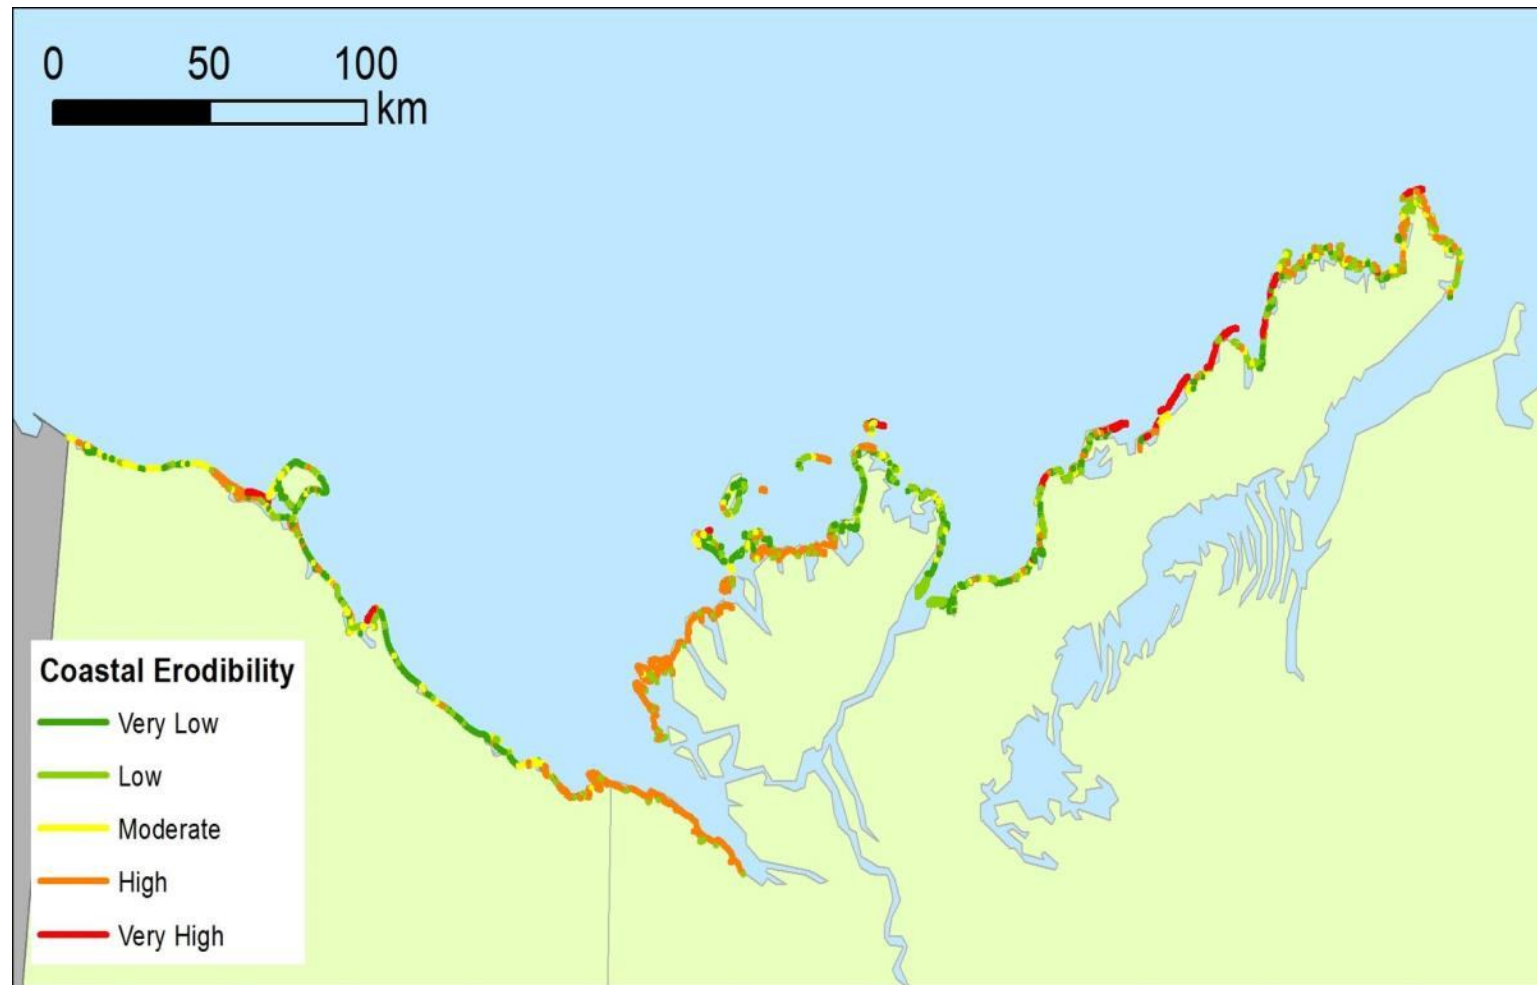 0 50 100
km
Coastal Erodibility
Very Low
Low
Moderate
High
Very High